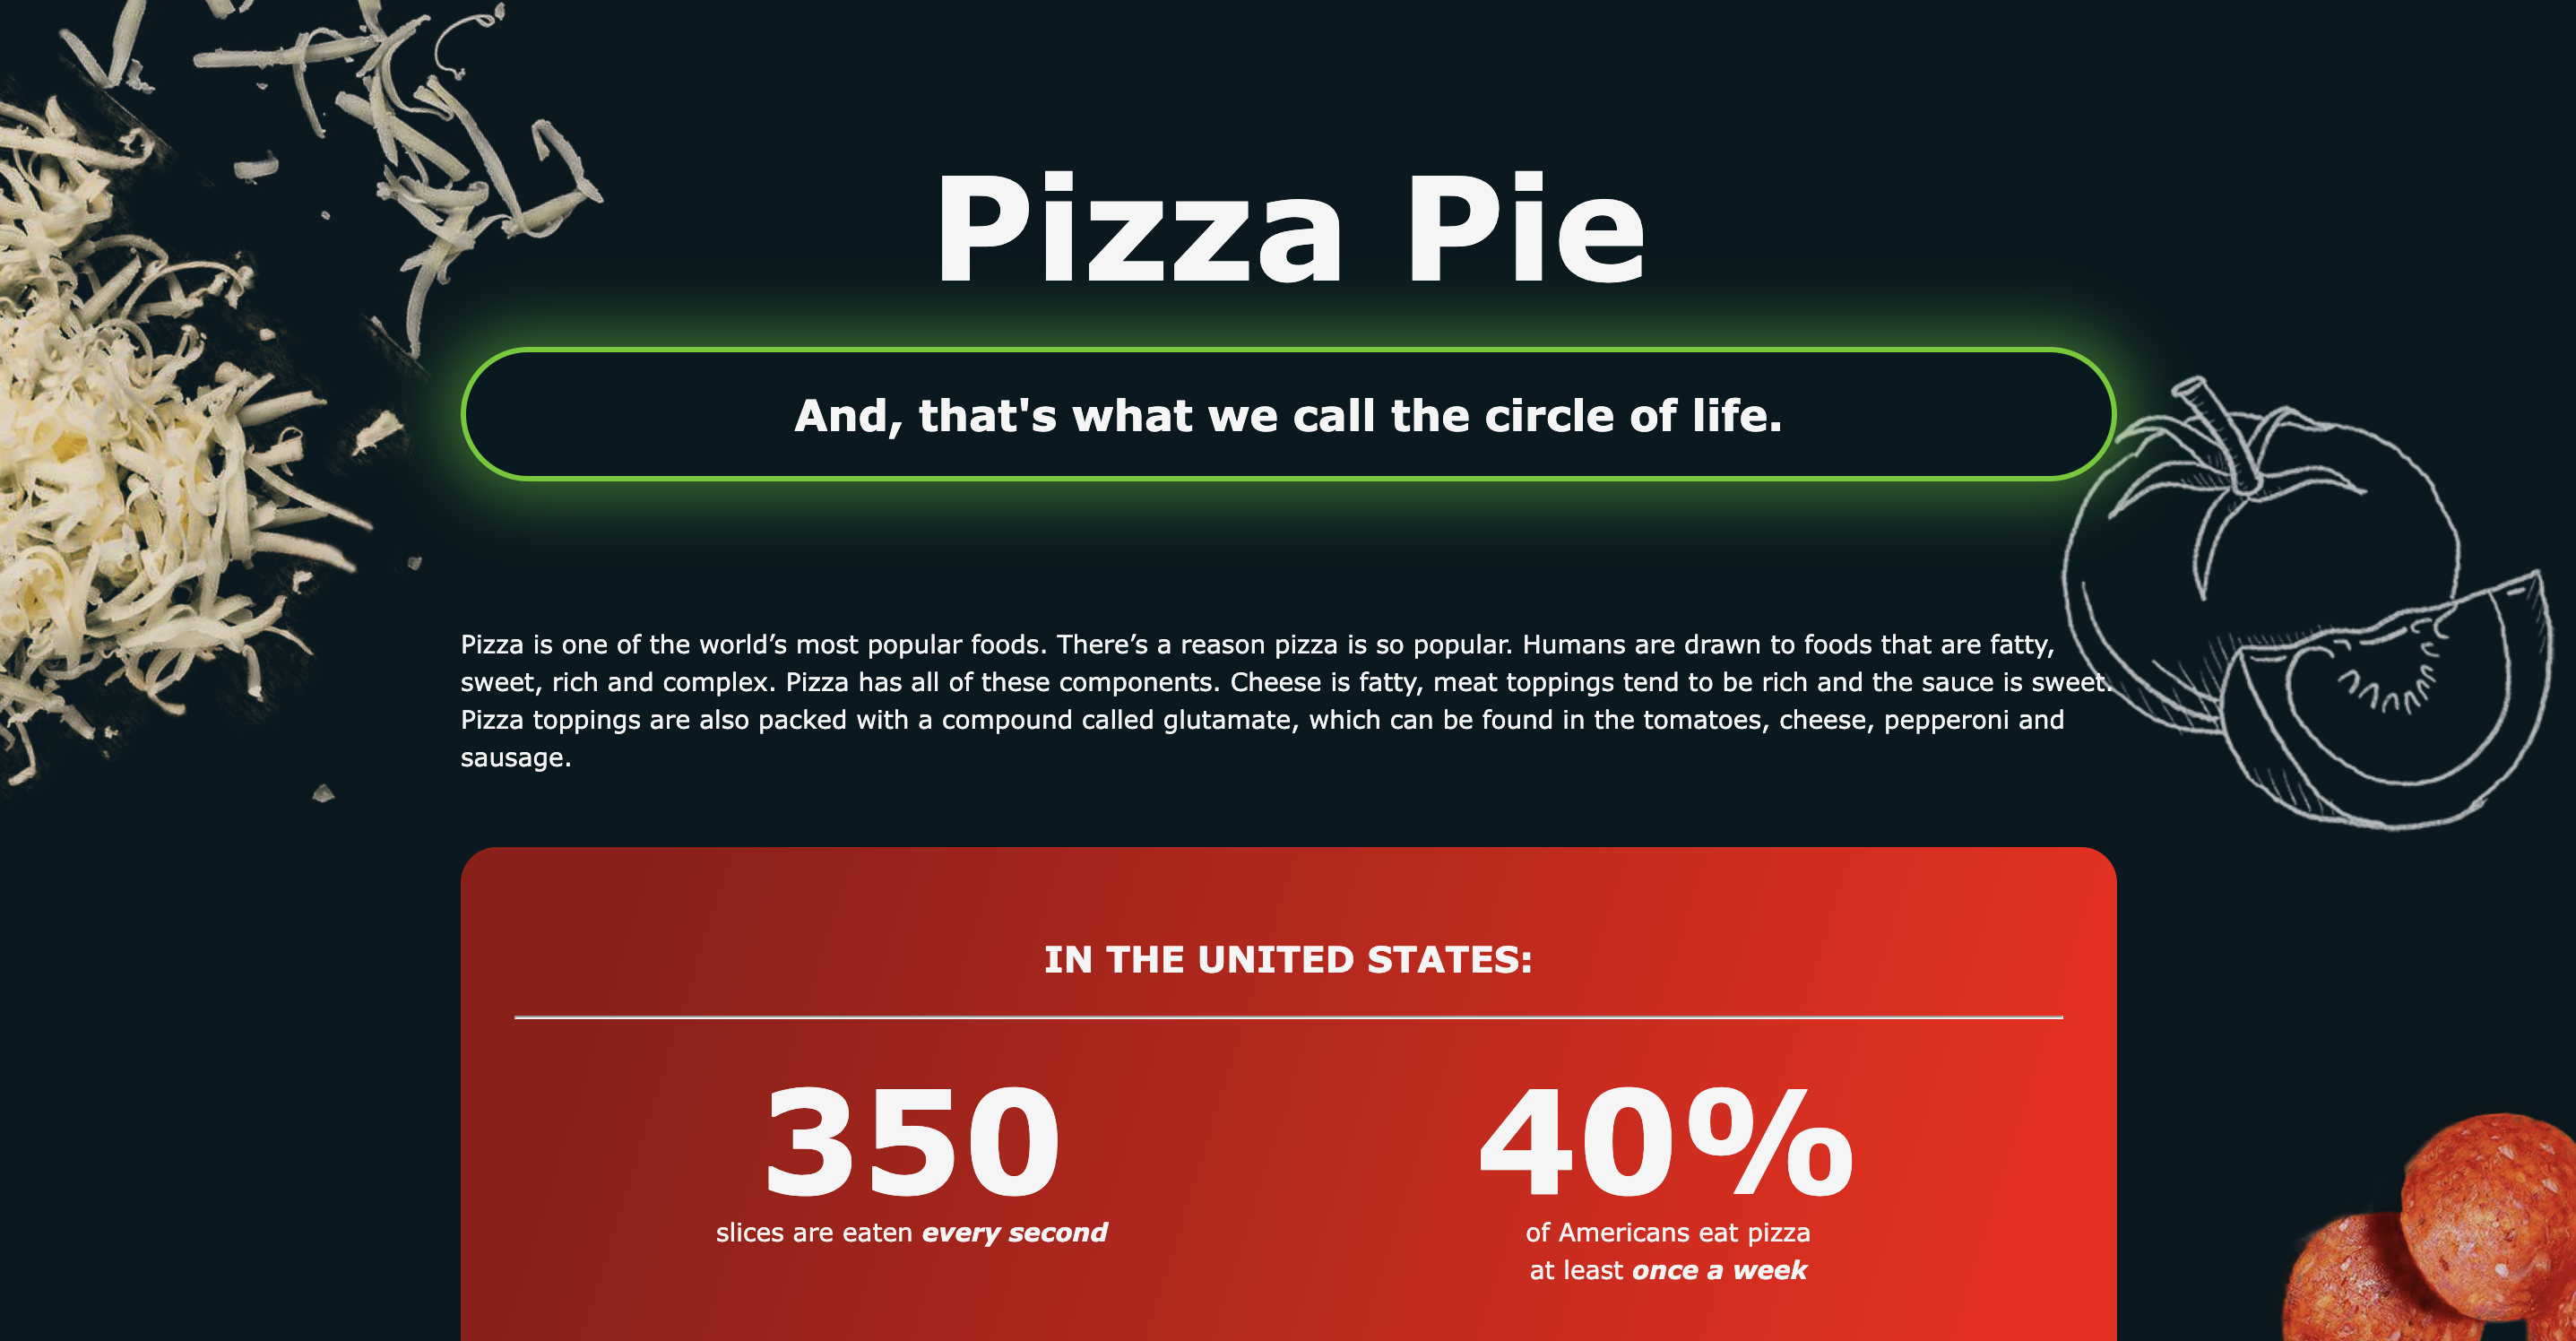 Pizza Pie
And, that's what we call the circle of life.
Pizza is one of the world’s most popular foods. There’s a reason pizza is so popular. Humans are drawn to foods that are fatty,
sweet, rich and complex. Pizza has all of these components. Cheese is fatty, meat toppings tend to be rich and the sauce is sweet.
Pizza toppings are also packed with a compound called glutamate, which can be found in the tomatoes, cheese, pepperoni and
sausage.
IN THE UNITED STATES:
350
slices are eaten every second
40%
of Americans eat pizza
at least once a week